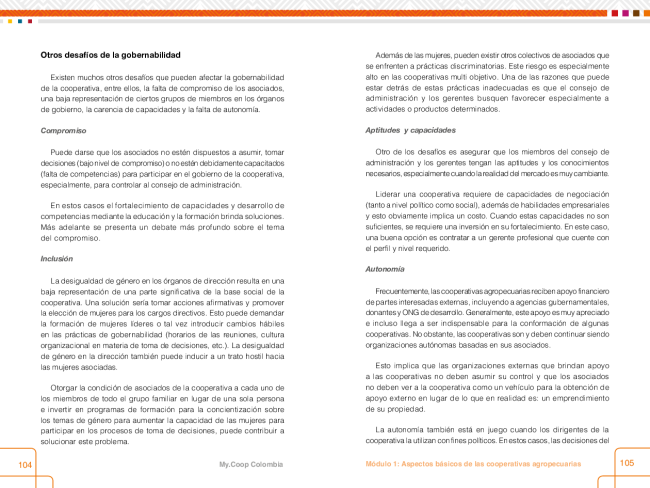 Otros desafíos de la gobernabilidad
Existen muchos otros desafíos que pueden afectar la gobernabilidad
de la cooperativa, entre ellos, la falta de compromiso de los asociados,
una baja representación de ciertos grupos de miembros en los órganos
de gobierno, la carencia de capacidades y la falta de autonomía.
Compromiso
Puede darse que los asociados no estén dispuestos a asumir, tomar
decisiones (bajo nivel de compromiso) o no estén debidamente capacitados
(falta de competencias) para participar en el gobierno de la cooperativa,
especialmente, para controlar al consejo de administración.
En estos casos el fortalecimiento de capacidades y desarrollo de
competencias mediante la educación y la formación brinda soluciones.
Más adelante se presenta un debate más profundo sobre el tema
del compromiso.
Inclusión
La desigualdad de género en los órganos de dirección resulta en una
baja representación de una parte significativa de la base social de la
cooperativa. Una solución sería tomar acciones afirmativas y promover
la elección de mujeres para los cargos directivos. Esto puede demandar
la formación de mujeres líderes o tal vez introducir cambios hábiles
en las prácticas de gobernabilidad (horarios de las reuniones, cultura
organizacional en materia de toma de decisiones, etc.). La desigualdad
de género en la dirección también puede inducir a un trato hostil hacia
las mujeres asociadas.
Otorgar la condición de asociados de la cooperativa a cada uno de
los miembros de todo el grupo familiar en lugar de una sola persona
e invertir en programas de formación para la concientización sobre
los temas de género para aumentar la capacidad de las mujeres para
participar en los procesos de toma de decisiones, puede contribuir a
solucionar este problema.
104
My.Coop Colombia
Además de las mujeres, pueden existir otros colectivos de asociados que
se enfrenten a prácticas discriminatorias. Este riesgo es especialmente
alto en las cooperativas multi objetivo. Una de las razones que puede
estar detrás de estas prácticas inadecuadas es que el consejo de
administración y los gerentes busquen favorecer especialmente a
actividades o productos determinados.
Aptitudes y capacidades
Otro de los desafíos es asegurar que los miembros del consejo de
administración y los gerentes tengan las aptitudes y los conocimientos
necesarios, especialmente cuando la realidad del mercado es muy cambiante.
Liderar una cooperativa requiere de capacidades de negociación
(tanto a nivel político como social), además de habilidades empresariales
y esto obviamente implica un costo. Cuando estas capacidades no son
suficientes, se requiere una inversión en su fortalecimiento. En este caso,
una buena opción es contratar a un gerente profesional que cuente con
el perfil y nivel requerido.
Autonomía
Frecuentemente, las cooperativas agropecuarias reciben apoyo financiero
de partes interesadas externas, incluyendo a agencias gubernamentales,
donantes y ONG de desarrollo. Generalmente, este apoyo es muy apreciado
e incluso llega a ser indispensable para la conformación de algunas
cooperativas. No obstante, las cooperativas son y deben continuar siendo
organizaciones autónomas basadas en sus asociados.
Esto implica que las organizaciones externas que brindan apoyo
a las cooperativas no deben asumir su control y que los asociados
no deben ver a la cooperativa como un vehículo para la obtención de
apoyo externo en lugar de lo que en realidad es: un emprendimiento
de su propiedad.
La autonomía también está en juego cuando los dirigentes de la
cooperativa la utilizan con fines políticos. En estos casos, las decisiones del
Módulo 1: Aspectos básicos de las cooperativas agropecuarias
105